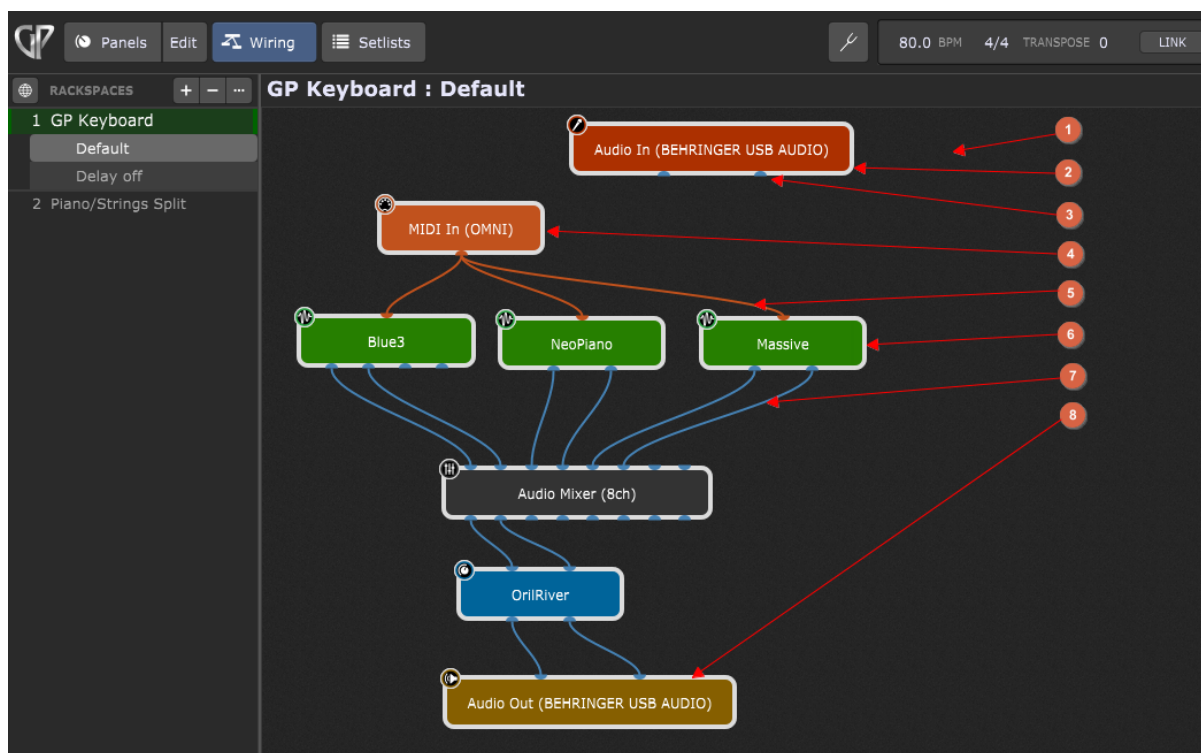 GP Panels Edit Wiring Setlists 80.0 BPM 4/4 TRANSPOSE 0 LINK
RACKSPACES + − ... GP Keyboard : Default
1 GP Keyboard
Default
Delay off
2 Piano/Strings Split
Audio In (BEHRINGER USB AUDIO)
1
2
3
MIDI In (OMNI)
4
5
Blue3 NeoPiano Massive
6
7
8
Audio Mixer (8ch)
OrilRiver
Audio Out (BEHRINGER USB AUDIO)